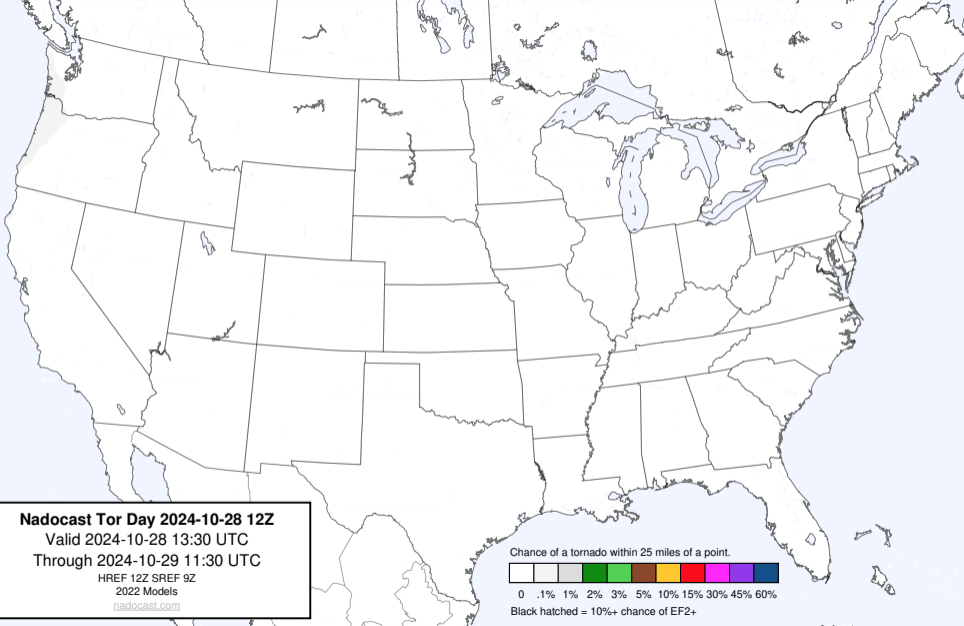 Nadocast Tor Day 2024-10-28 12Z
Valid 2024-10-28 13:30 UTC
Through 2024-10-29 11:30 UTC
HREF 12Z SREF 9Z
2022 Models
nadocast.com
Chance of a tornado within 25 miles of a point.
0 .1% 1% 2% 3% 5% 10% 15% 30% 45% 60%
Black hatched = 10%+ chance of EF2+